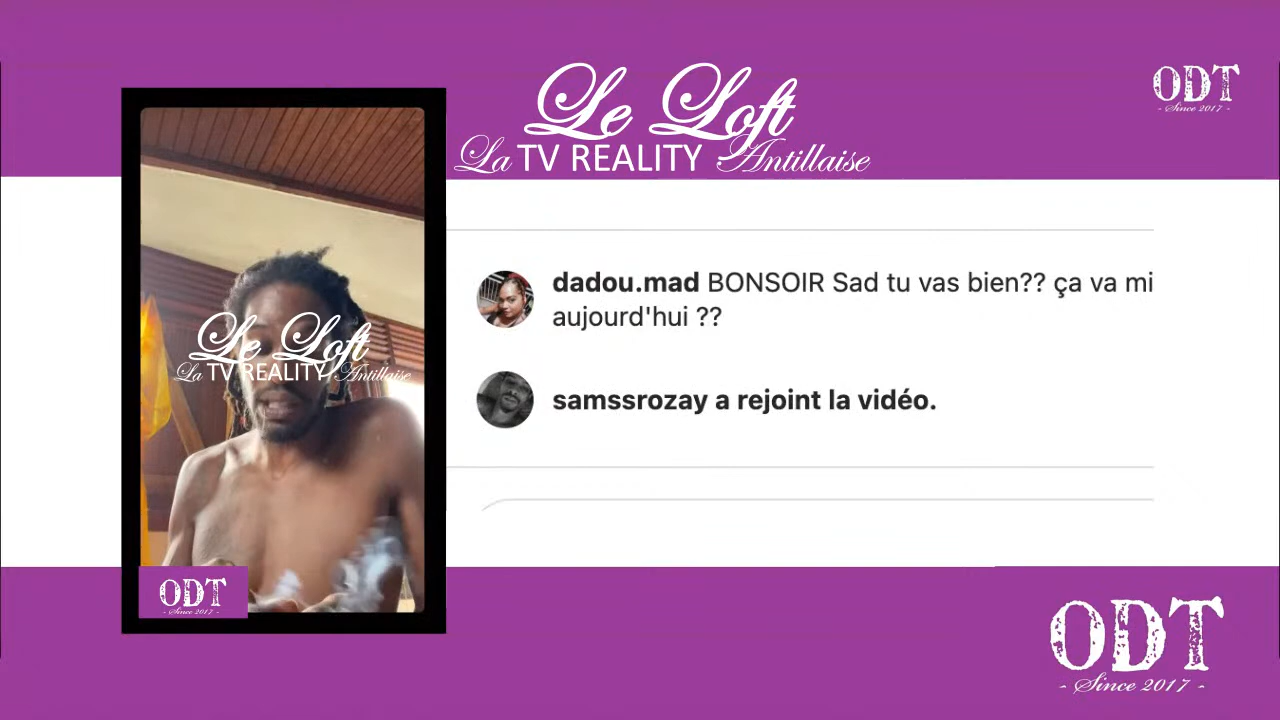 Le Loft
La TV REALITY Antillaise
ODT
- Since 2017 -
dadou.mad BONSOIR Sad tu vas bien?? ça va mi
aujourd'hui ??
samssrozay a rejoint la vidéo.
Le Loft
La TV REALITY Antillaise
ODT
- Since 2017 -
ODT
- Since 2017 -